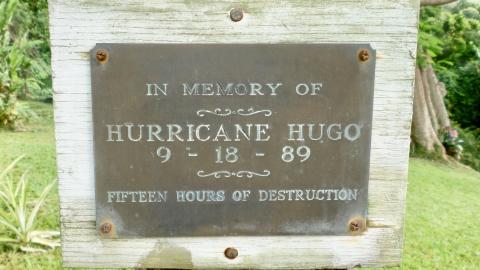 IN MEMORY OF
HURRICANE HUGO
9 - 18 - 89
FIFTEEN HOURS OF DESTRUCTION